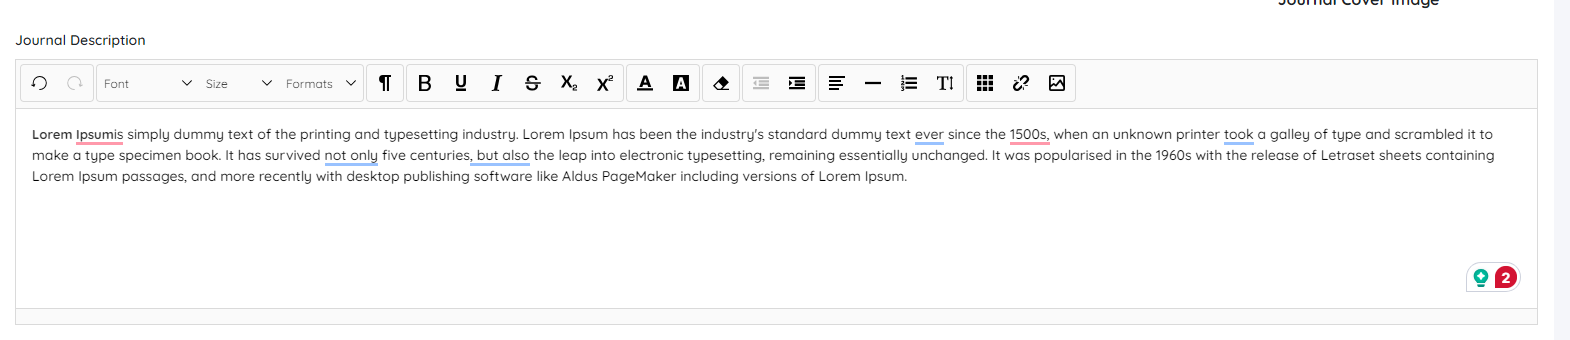 Journal Cover Image
Journal Description
Font Size Formats ¶ B U I S X₂ X² A A T
Lorem Ipsumis simply dummy text of the printing and typesetting industry. Lorem Ipsum has been the industry's standard dummy text ever since the 1500s, when an unknown printer took a galley of type and scrambled it to
make a type specimen book. It has survived not only five centuries, but also the leap into electronic typesetting, remaining essentially unchanged. It was popularised in the 1960s with the release of Letraset sheets containing
Lorem Ipsum passages, and more recently with desktop publishing software like Aldus PageMaker including versions of Lorem Ipsum.
2